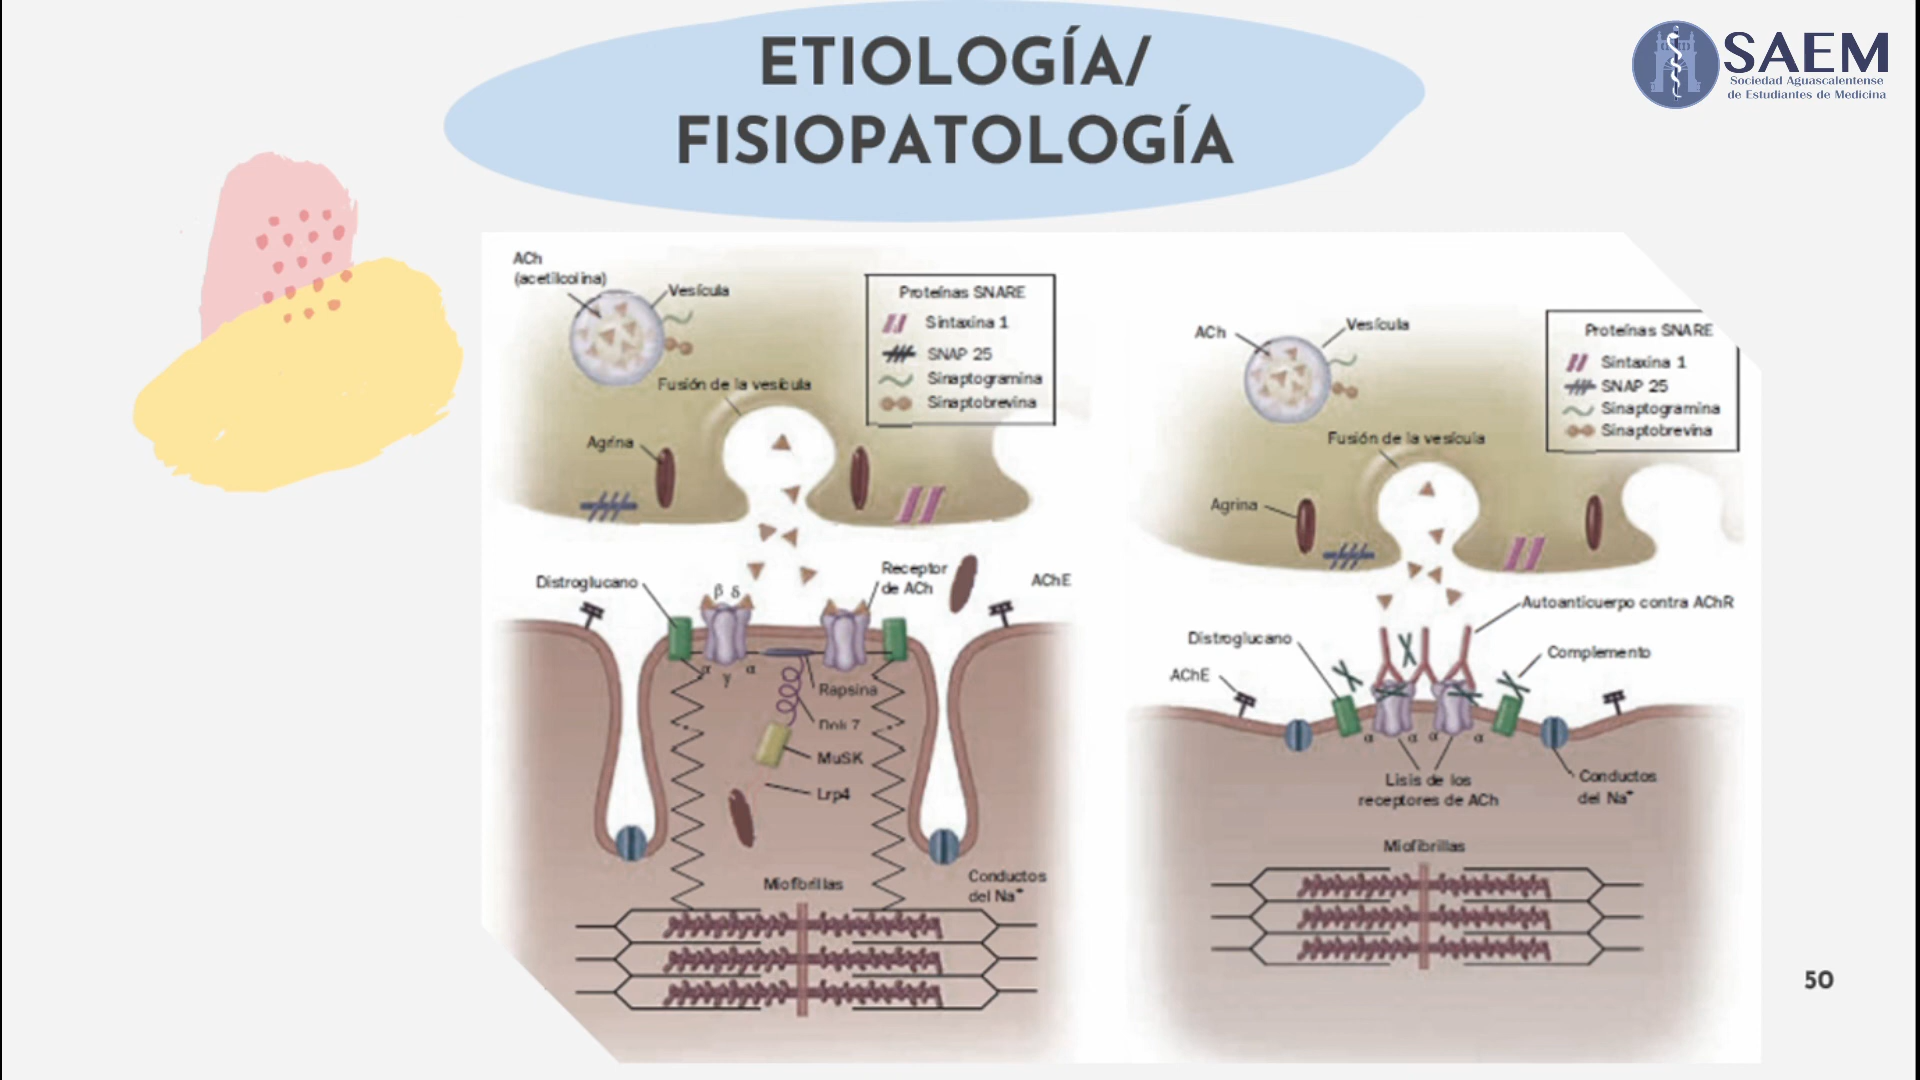 ETIOLOGÍA/
FISIOPATOLOGÍA
SAEM
Sociedad Aguascalentense
de Estudiantes de Medicina
ACh
(acetilcolina)
Vesícula
Proteínas SNARE
Sintaxina 1
SNAP 25
Sinaptogramina
Sinaptobrevina
Fusión de la vesícula
Agrina
Distroglucano
β δ
Receptor
de ACh
AChE
α
γ
α
Rapsina
Dok 7
MuSK
Lrp4
Miofibrillas
Conductos
del Na+
ACh
Vesícula
Proteínas SNARE
Sintaxina 1
SNAP 25
Sinaptogramina
Sinaptobrevina
Fusión de la vesícula
Agrina
Autoanticuerpo contra AChR
Distroglucano
Complemento
AChE
α α α α
Lisis de los
receptores de ACh
Conductos
del Na+
Miofibrillas
50